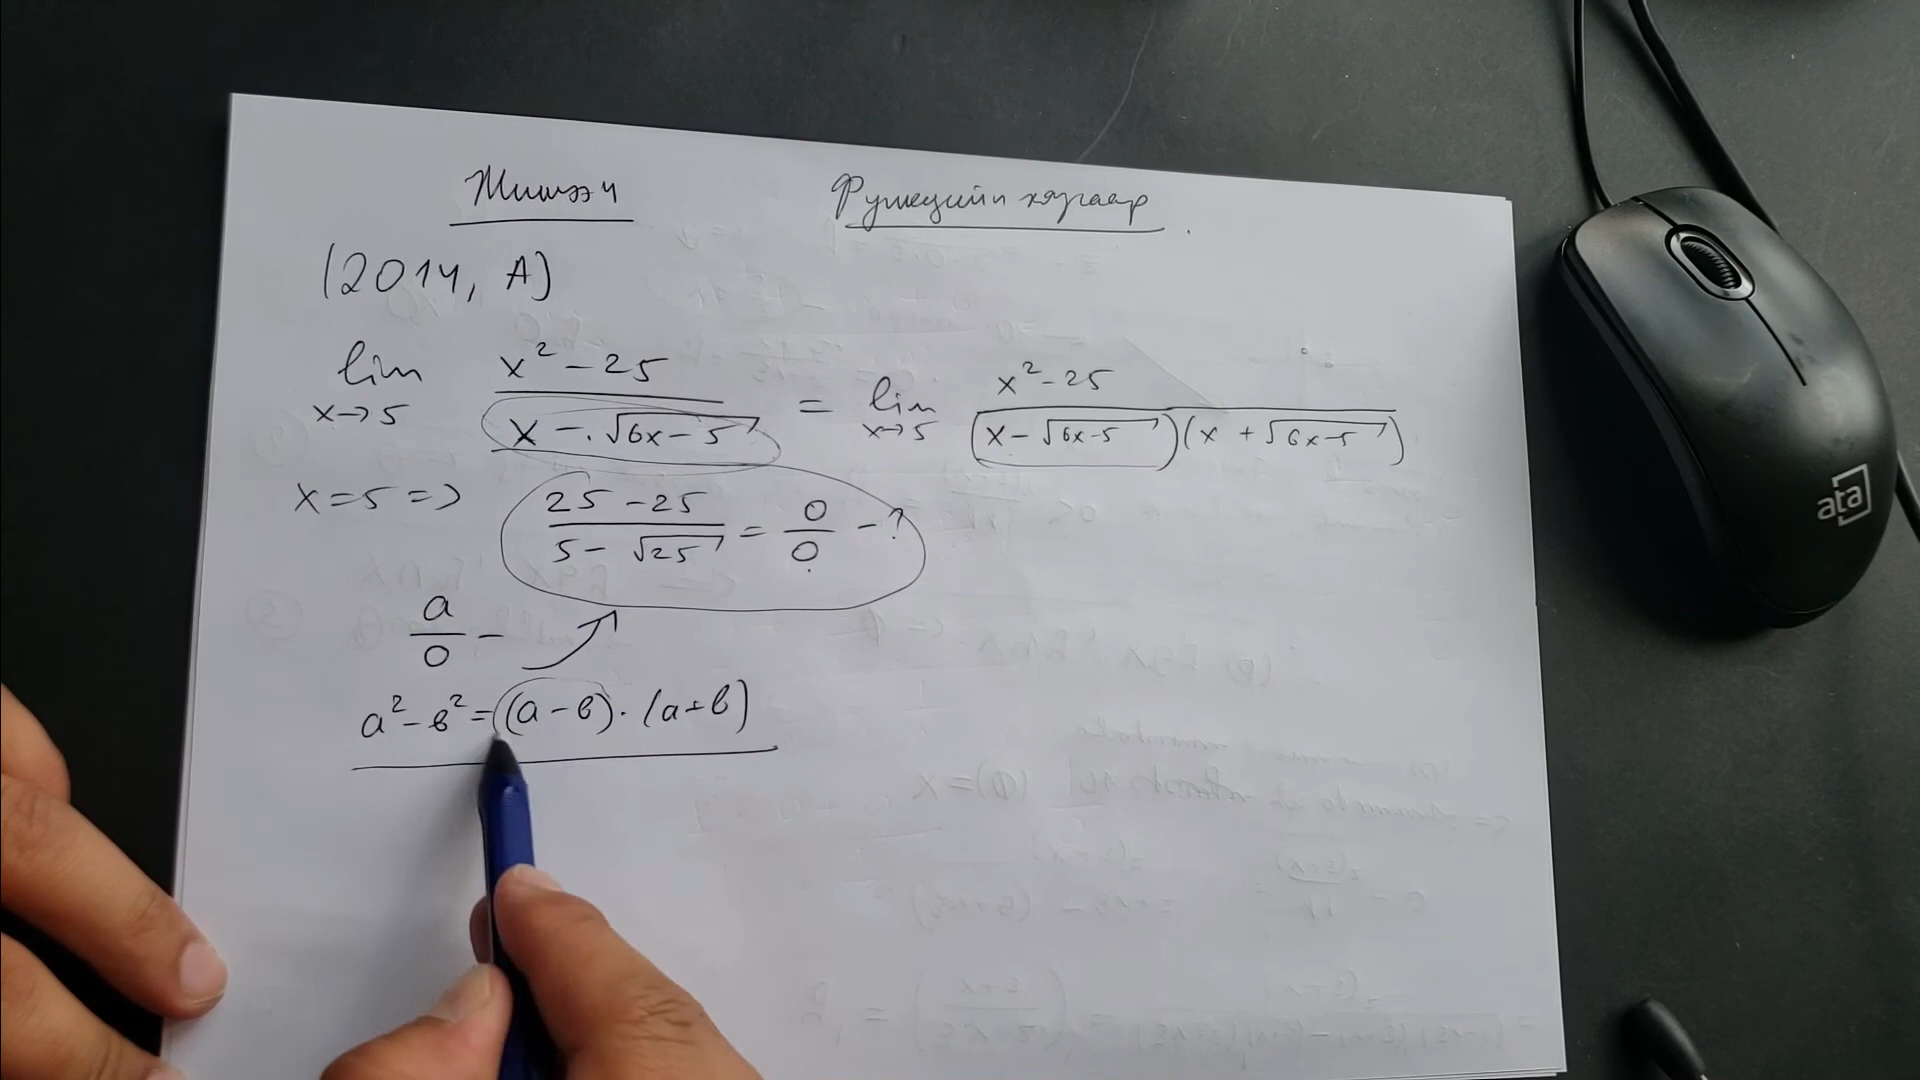 Жишээ
Функцийн хязгаар
(2014, A)
lim x→5 (x² - 25)/(x - √(6x - 5)) = lim x→5 (x² - 25)/((x - √(6x-5))(x + √(6x-5)))
x = 5 => (25 - 25)/(5 - √25) = 0/0 - ?
a/0 -
a² - b² = (a - b) · (a + b)
ata